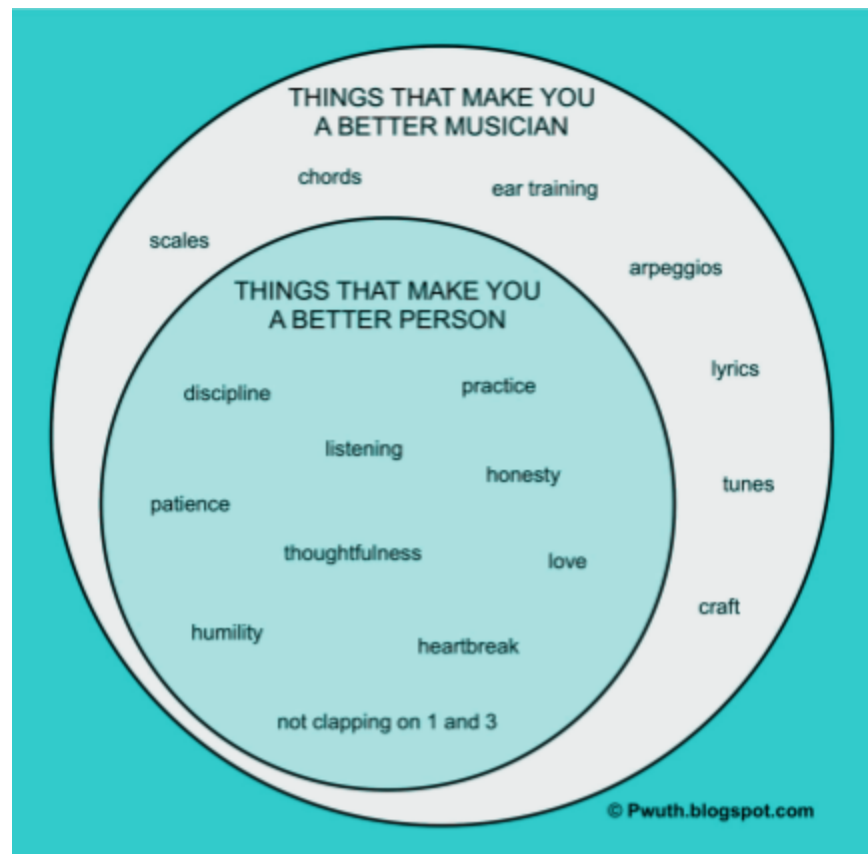 THINGS THAT MAKE YOU
A BETTER MUSICIAN
chords
ear training
scales
arpeggios
THINGS THAT MAKE YOU
A BETTER PERSON
lyrics
discipline
practice
listening
honesty
tunes
patience
thoughtfulness
love
craft
humility
heartbreak
not clapping on 1 and 3
© Pwuth.blogspot.com